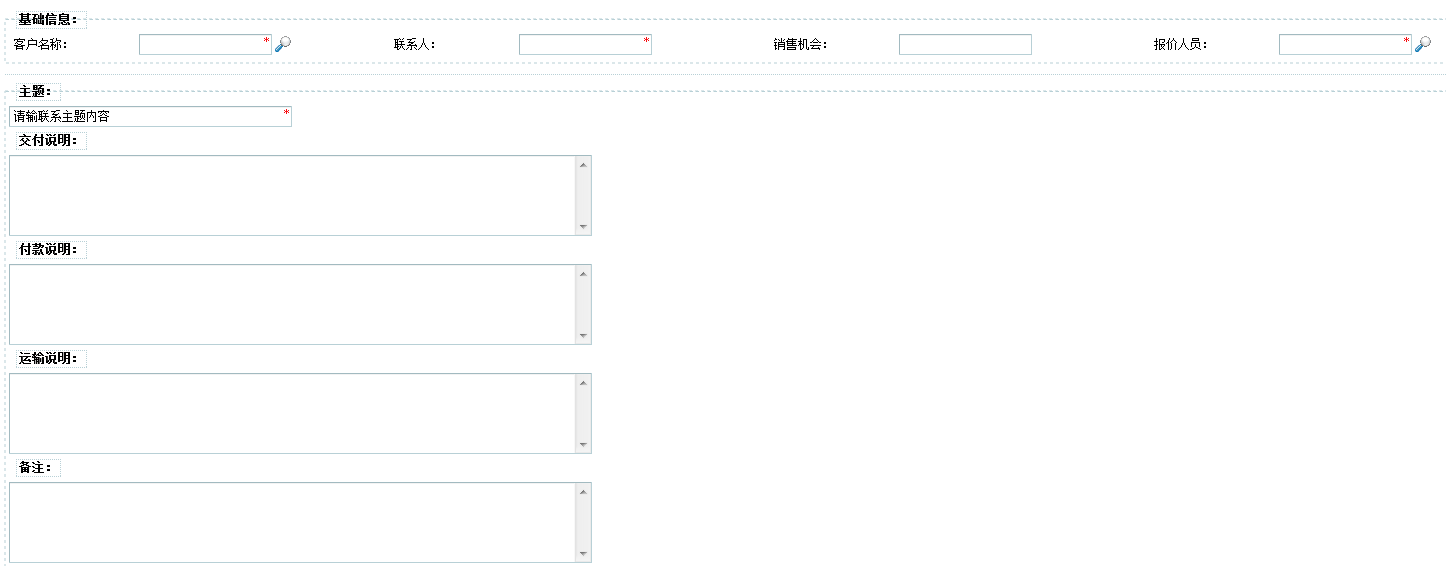 基础信息:
客户名称: * 联系人: * 销售机会: 报价人员: *
主题:
请输联系主题内容 *
交付说明:
付款说明:
运输说明:
备注: